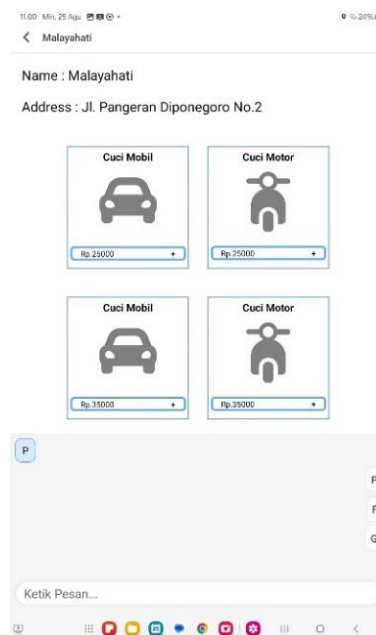 11.00 Min, 25 Agu
24%
Malayahati
Name : Malayahati
Address : Jl. Pangeran Diponegoro No.2
Cuci Mobil Cuci Motor
Rp.25000 + Rp.25000 +
Cuci Mobil Cuci Motor
Rp.35000 + Rp.35000 +
P
P
F
G
Ketik Pesan...